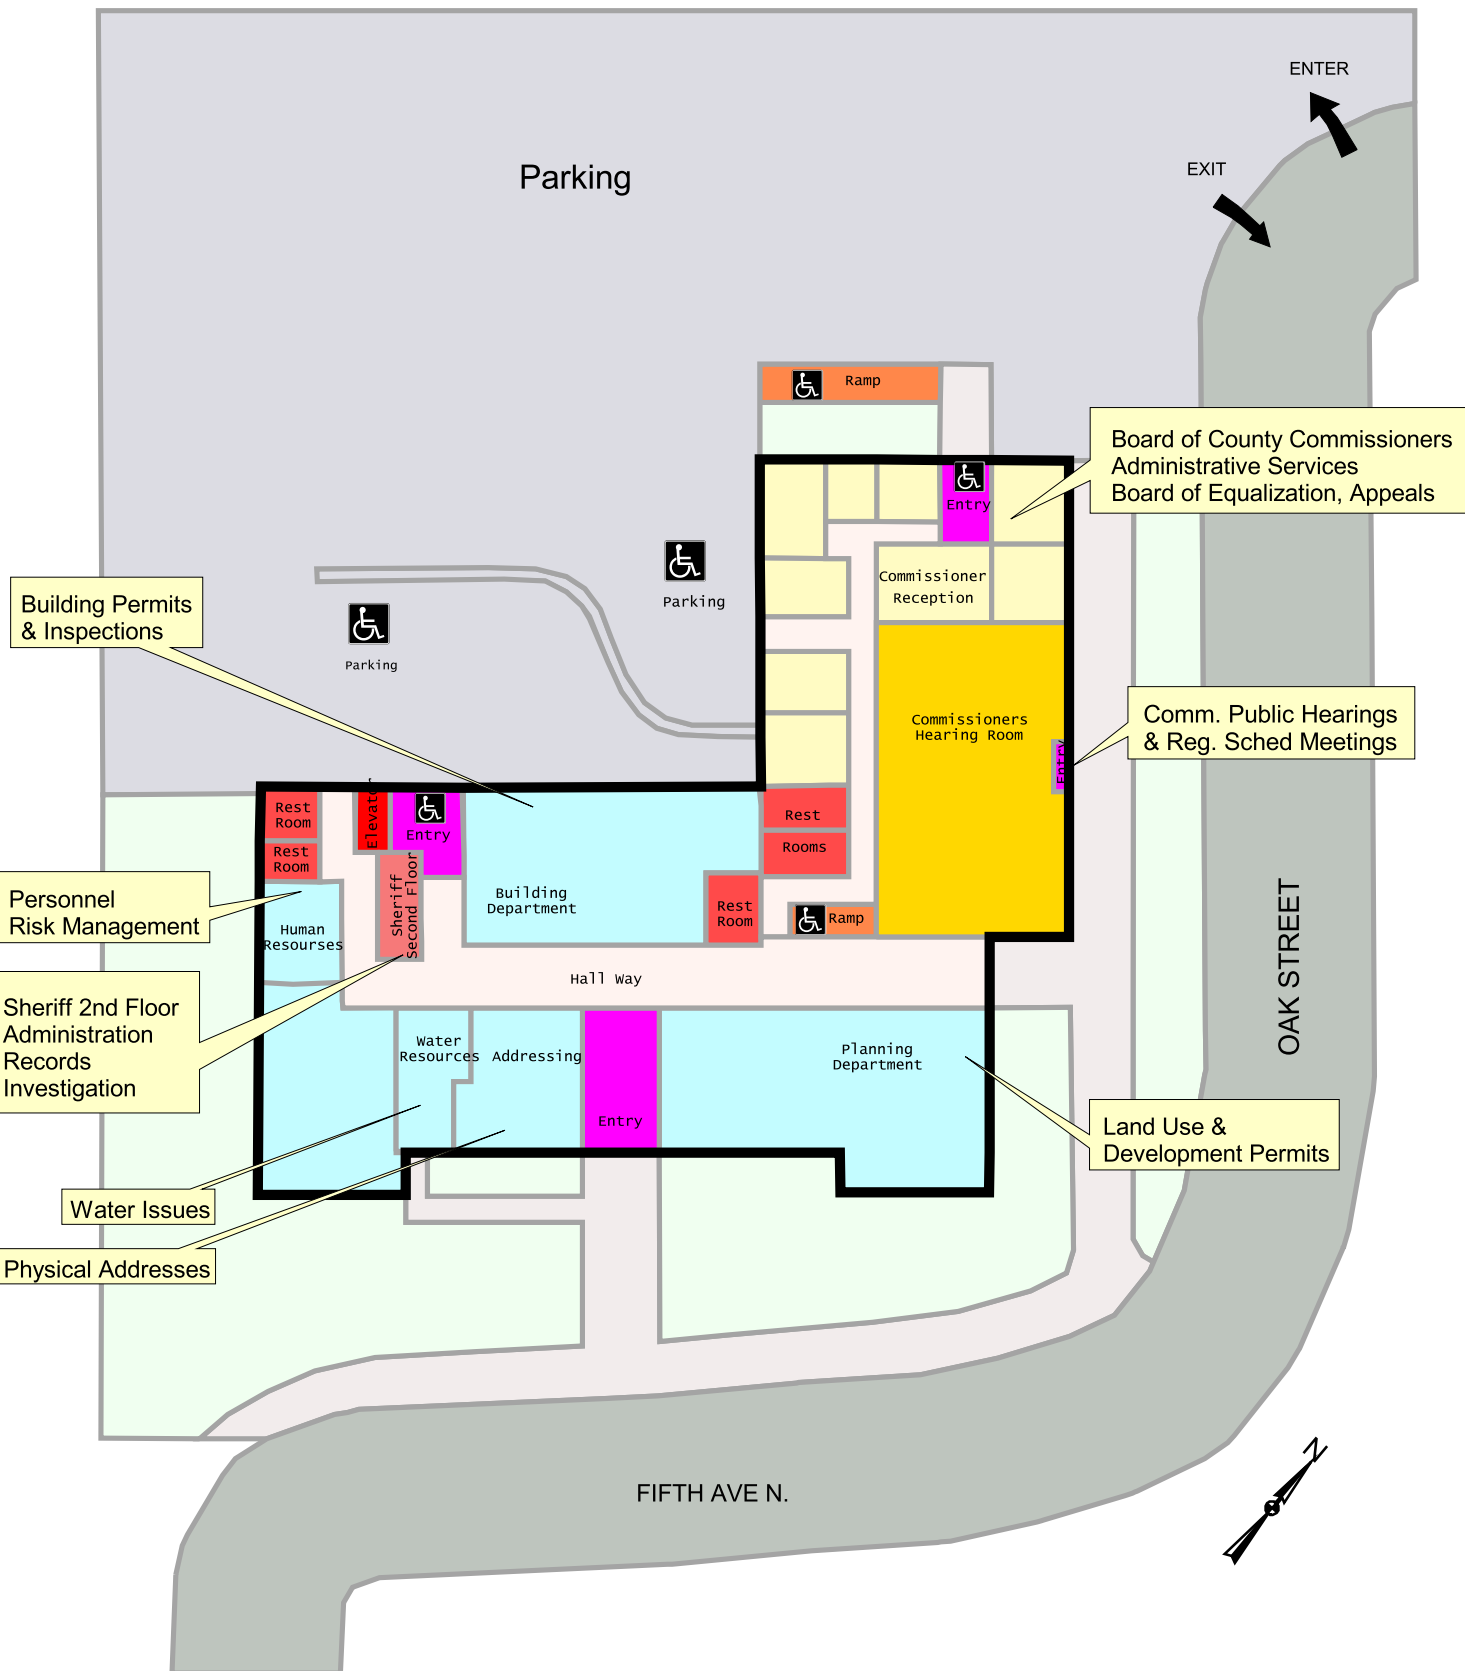 ENTER
EXIT
Parking
Ramp
Board of County Commissioners
Administrative Services
Board of Equalization, Appeals
Entry
Commissioner
Reception
Parking
Building Permits
& Inspections
Parking
Commissioners
Hearing Room
Comm. Public Hearings
& Reg. Sched Meetings
Entry
Rest
Room
Elevator
Entry
Rest
Rooms
Rest
Room
Sheriff
Second Floor
Building
Department
Rest
Room
Ramp
Personnel
Risk Management
Human
Resourses
Hall Way
OAK STREET
Sheriff 2nd Floor
Administration
Records
Investigation
Water
Resources
Addressing
Planning
Department
Entry
Land Use &
Development Permits
Water Issues
Physical Addresses
FIFTH AVE N.
N